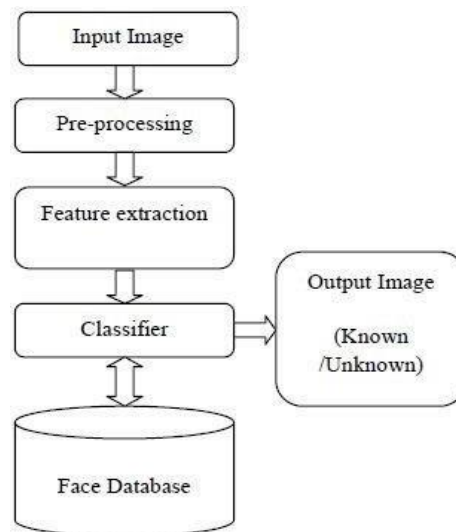 Input Image
Pre-processing
Feature extraction
Classifier
Output Image
(Known
/Unknown)
Face Database